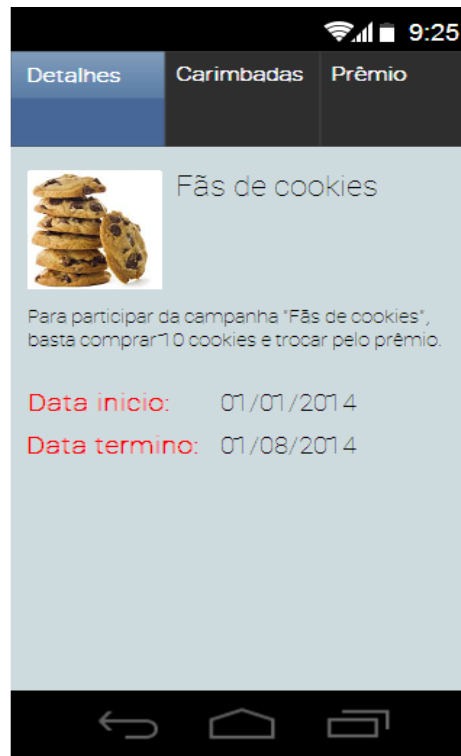 9:25
Detalhes Carimbadas Prêmio
Fãs de cookies
Para participar da campanha "Fãs de cookies",
basta comprar 10 cookies e trocar pelo prêmio.
Data inicio: 01/01/2014
Data termino: 01/08/2014